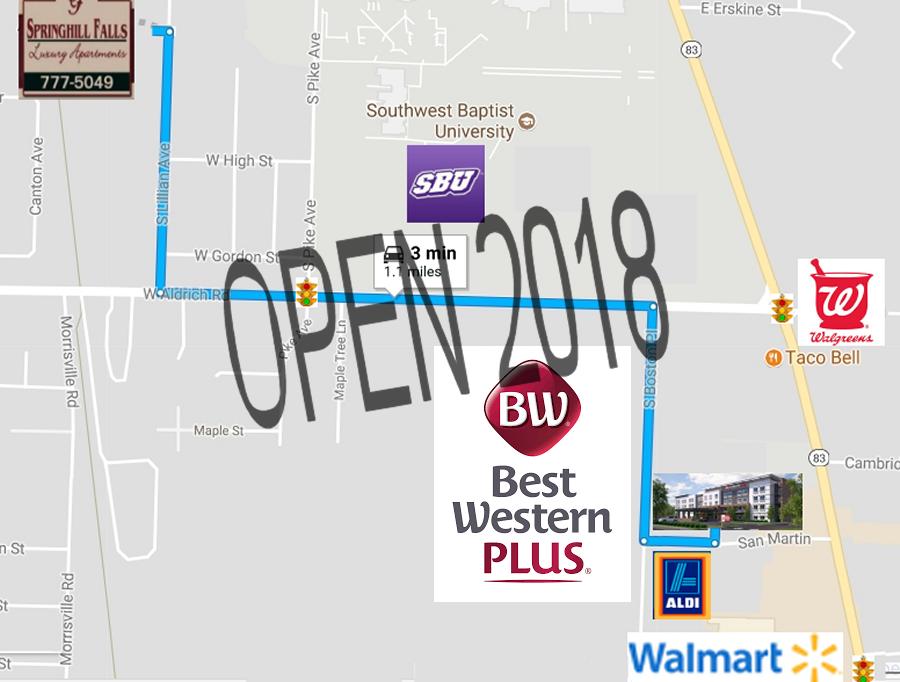 SPRINGHILL FALLS
Luxury Apartments
777-5049
E Erskine St
83
S Pike Ave
Southwest Baptist
University
Canton Ave
W High St
S Lillian Ave
SBU
S Pike Ave
W Gordon St
3 min
1.1 miles
OPEN 2018
W Aldrich Rd
W
Walgreens
Taco Bell
Morrisville Rd
Pike Ave
Maple Tree Ln
S Boston Pl
BW
Best
Western
PLUS®
Maple St
83
San Martin
n St
ALDI
Morrisville Rd
St
St
Walmart